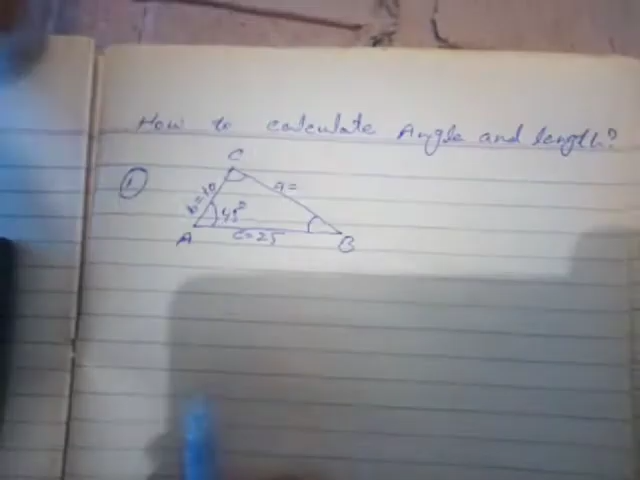 How to calculate Angle and length?
1.
C
b=10
a=
45°
A
c=25
B